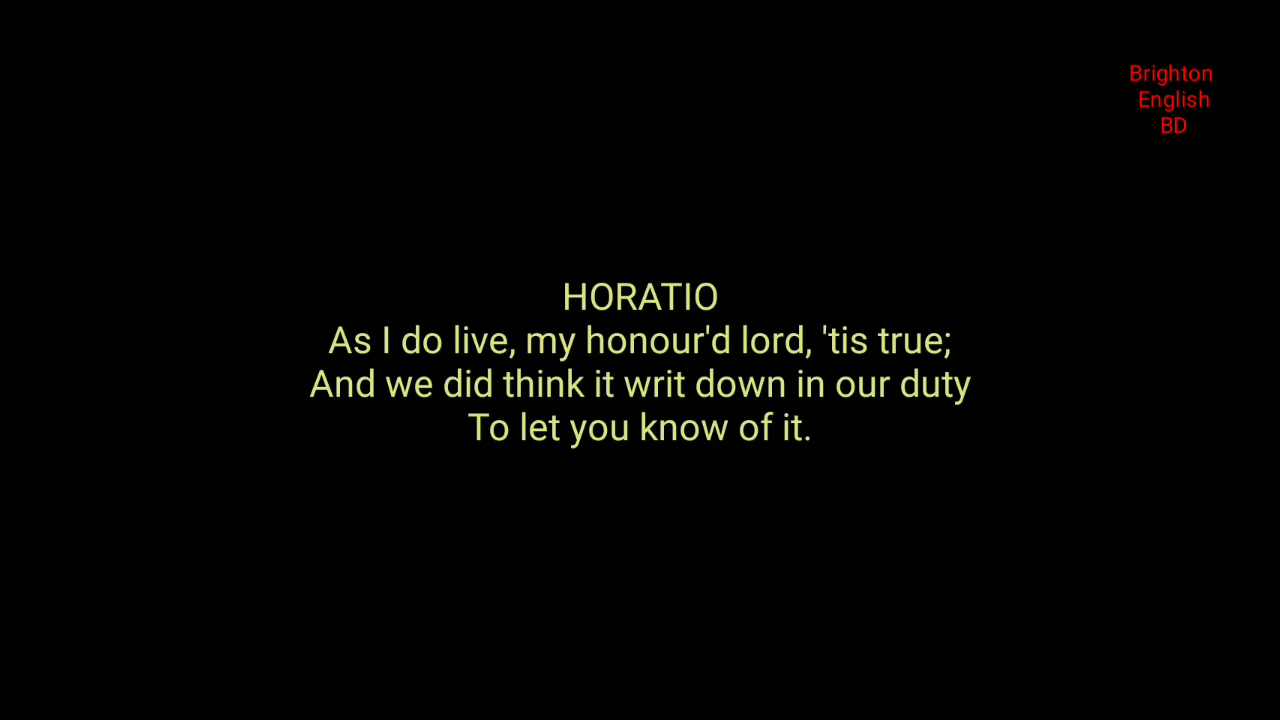 Brighton
English
BD
HORATIO
As I do live, my honour'd lord, 'tis true;
And we did think it writ down in our duty
To let you know of it.